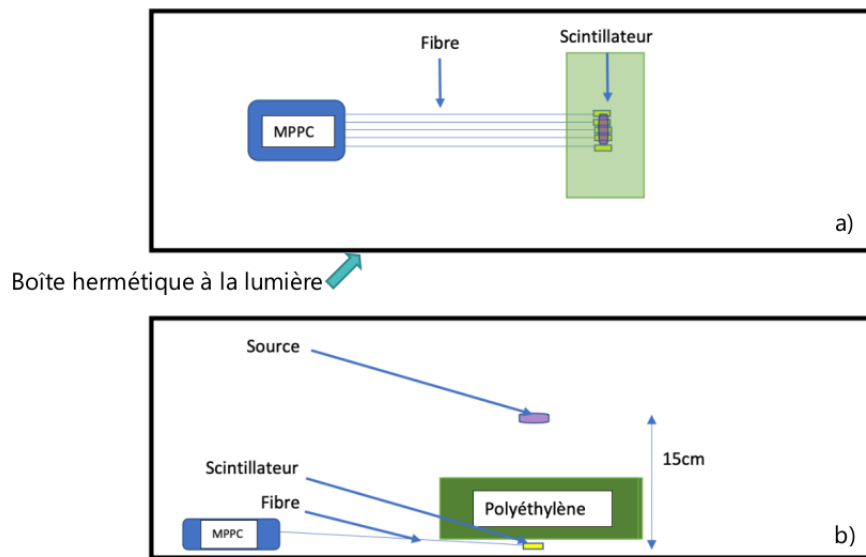 Fibre
Scintillateur
MPPC
a)
Boîte hermétique à la lumière
Source
15cm
Scintillateur
Fibre
Polyéthylène
MPPC
b)